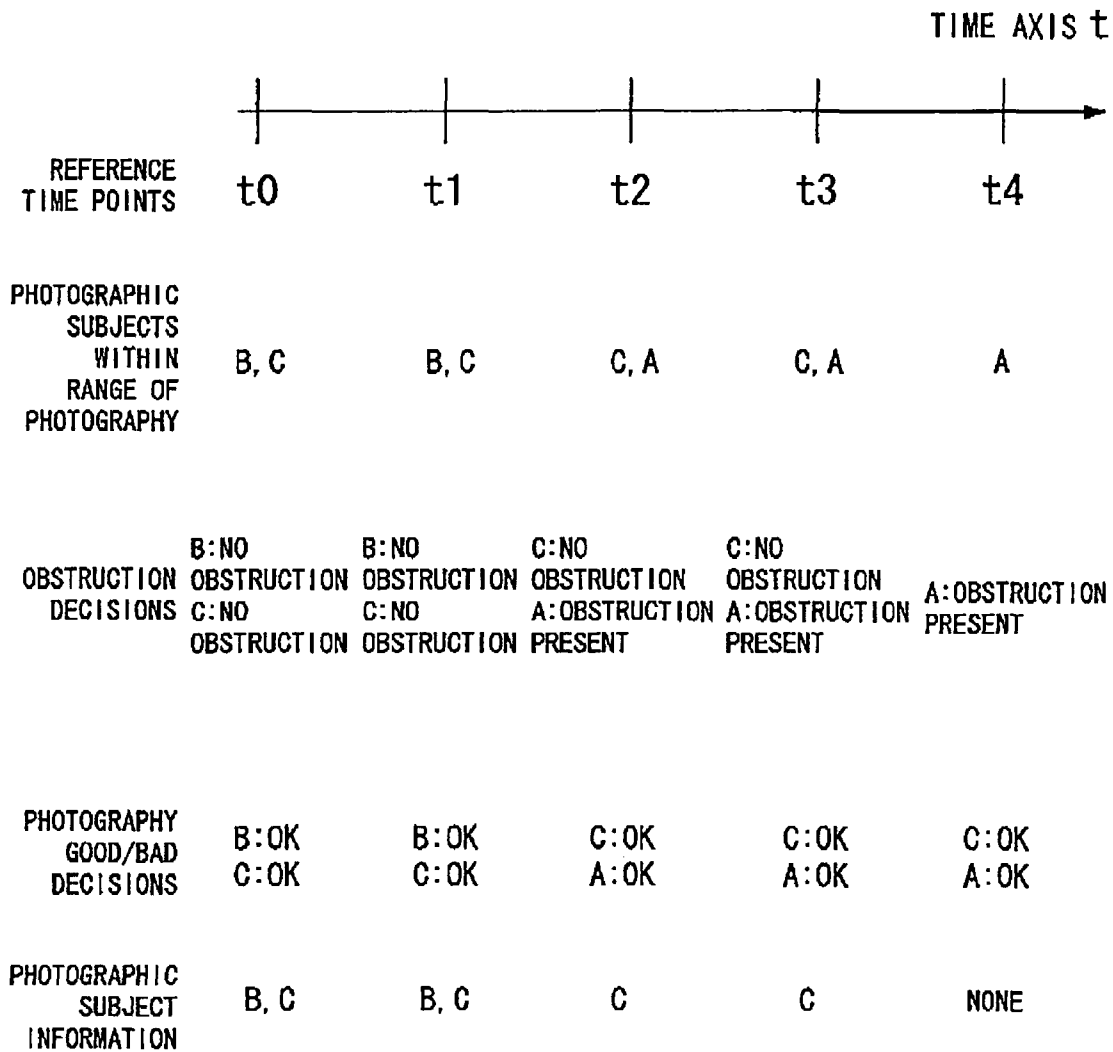 TIME AXIS t
REFERENCE
TIME POINTS
t0 t1 t2 t3 t4
PHOTOGRAPHIC
SUBJECTS
WITHIN
RANGE OF
PHOTOGRAPHY
B, C B, C C, A C, A A
OBSTRUCTION
DECISIONS
B:NO
OBSTRUCTION
C:NO
OBSTRUCTION
B:NO
OBSTRUCTION
C:NO
OBSTRUCTION
C:NO
OBSTRUCTION
A:OBSTRUCTION
PRESENT
C:NO
OBSTRUCTION
A:OBSTRUCTION
PRESENT
A:OBSTRUCTION
PRESENT
PHOTOGRAPHY
GOOD/BAD
DECISIONS
B:OK B:OK C:OK C:OK C:OK
C:OK C:OK A:OK A:OK A:OK
PHOTOGRAPHIC
SUBJECT
INFORMATION
B, C B, C C C NONE